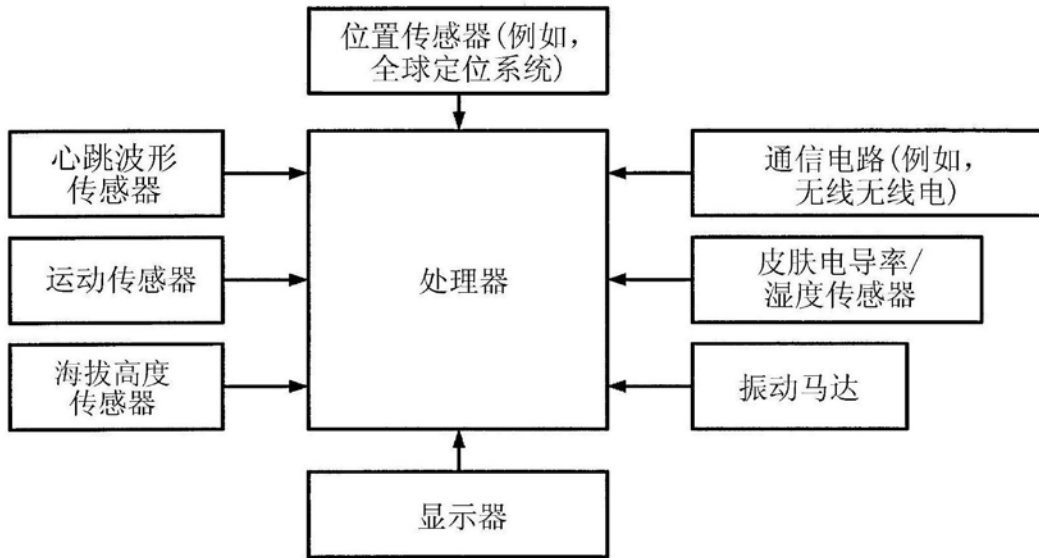 位置传感器(例如，
全球定位系统)
心跳波形
传感器
通信电路(例如，
无线无线电)
运动传感器
处理器
皮肤电导率/
湿度传感器
海拔高度
传感器
振动马达
显示器